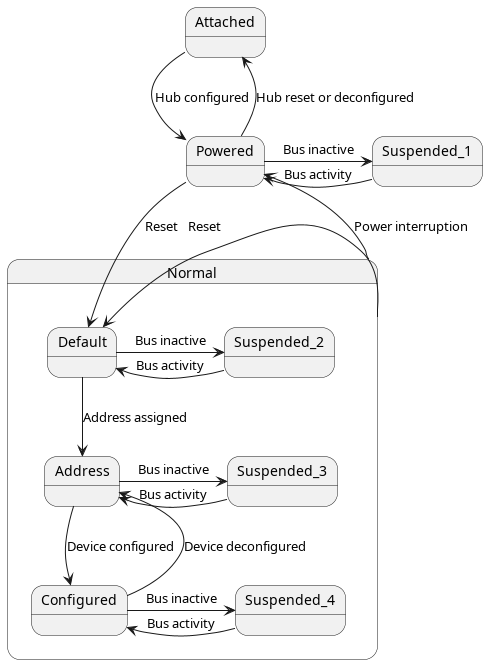 Attached
Hub configured
Hub reset or deconfigured
Powered
Bus inactive
Suspended_1
Bus activity
Reset
Reset
Power interruption
Normal
Default
Bus inactive
Suspended_2
Bus activity
Address assigned
Address
Bus inactive
Suspended_3
Bus activity
Device configured
Device deconfigured
Configured
Bus inactive
Suspended_4
Bus activity